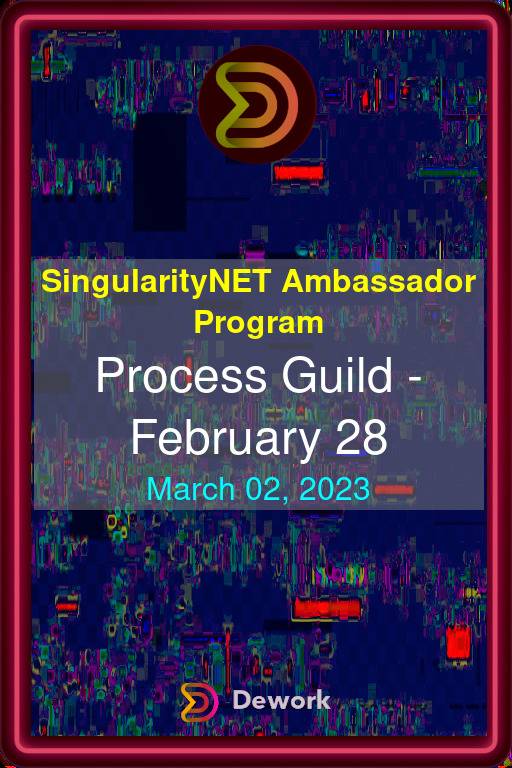 SingularityNET Ambassador
Program
Process Guild -
February 28
March 02, 2023
Dework